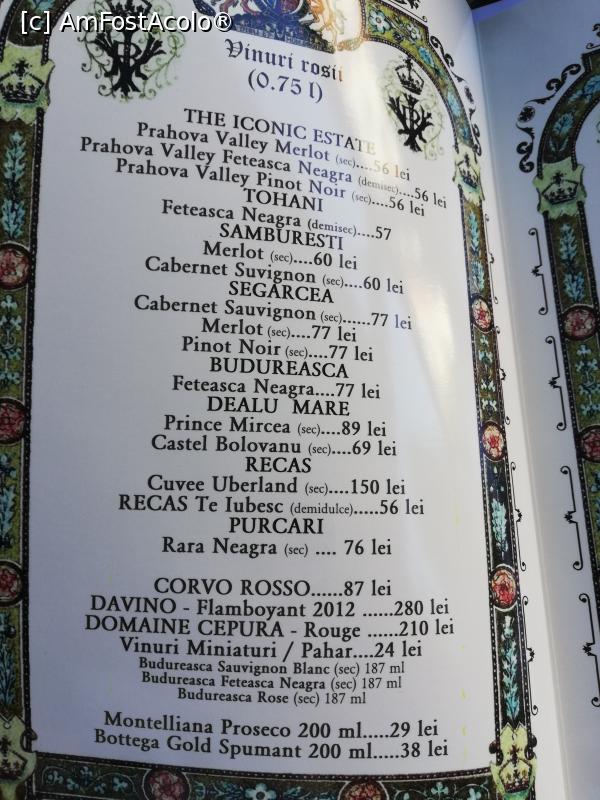 [c] AmFostAcolo®
Vinuri rosii
(0.75 l)
THE ICONIC ESTATE
Prahova Valley Merlot (sec)....56 lei
Prahova Valley Feteasca Neagra (demisec)....56 lei
Prahova Valley Pinot Noir (sec)....56 lei
TOHANI
Feteasca Neagra (demisec)....57
SAMBURESTI
Merlot (sec)....60 lei
Cabernet Suvignon (sec)....60 lei
SEGARCEA
Cabernet Sauvignon (sec)......77 lei
Merlot (sec)....77 lei
Pinot Noir (sec)....77 lei
BUDUREASCA
Feteasca Neagra....77 lei
DEALU MARE
Prince Mircea (sec)....89 lei
Castel Bolovanu (sec)....69 lei
RECAS
Cuvee Uberland (sec)....150 lei
RECAS Te Iubesc (demidulce).....56 lei
PURCARI
Rara Neagra (sec) .... 76 lei
CORVO ROSSO......87 lei
DAVINO - Flamboyant 2012 ......280 lei
DOMAINE CEPURA - Rouge ......210 lei
Vinuri Miniaturi / Pahar....24 lei
Budureasca Sauvignon Blanc (sec) 187 ml
Budureasca Feteasca Neagra (sec) 187 ml
Budureasca Rose (sec) 187 ml
Montelliana Proseco 200 ml.....29 lei
Bottega Gold Spumant 200 ml.....38 lei